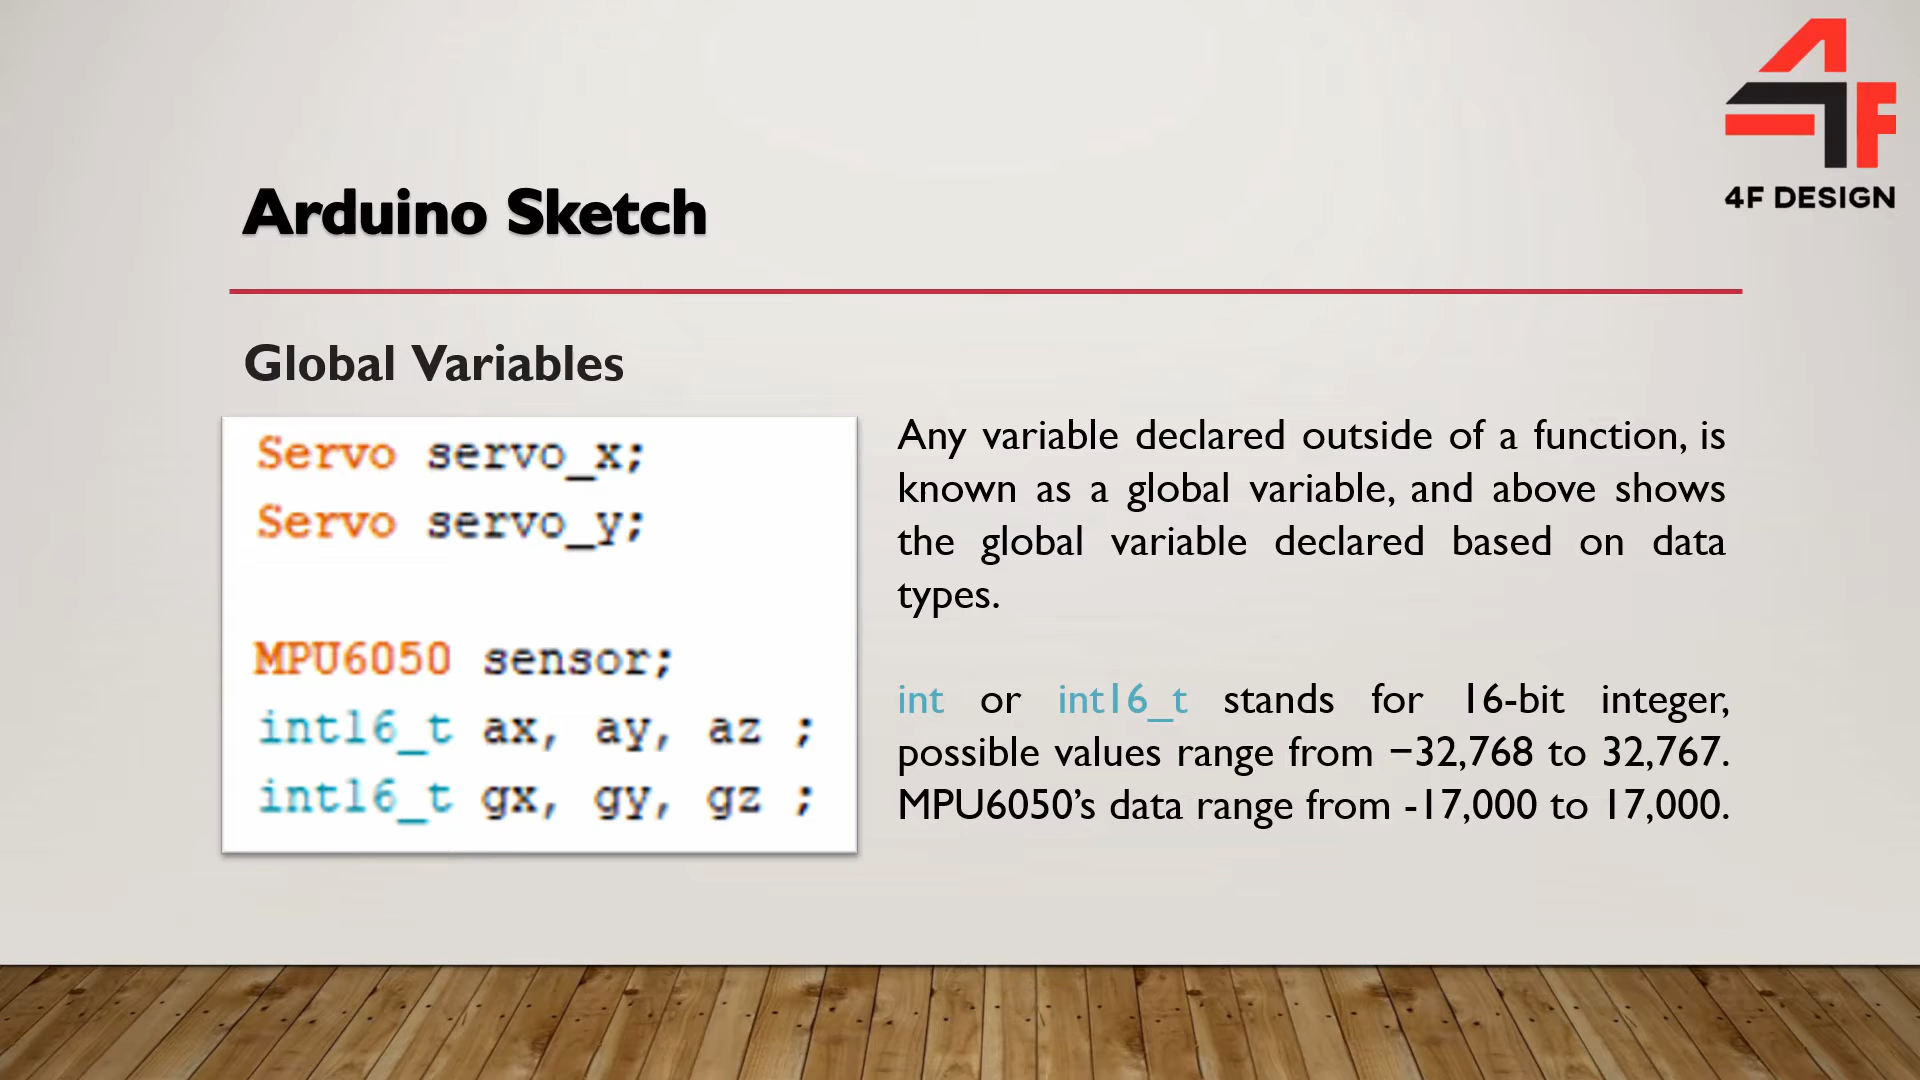 4F DESIGN
Arduino Sketch
Global Variables
Servo servo_x;
Servo servo_y;
MPU6050 sensor;
int16_t ax, ay, az ;
int16_t gx, gy, gz ;
Any variable declared outside of a function, is
known as a global variable, and above shows
the global variable declared based on data
types.
int or int16_t stands for 16-bit integer,
possible values range from −32,768 to 32,767.
MPU6050’s data range from -17,000 to 17,000.